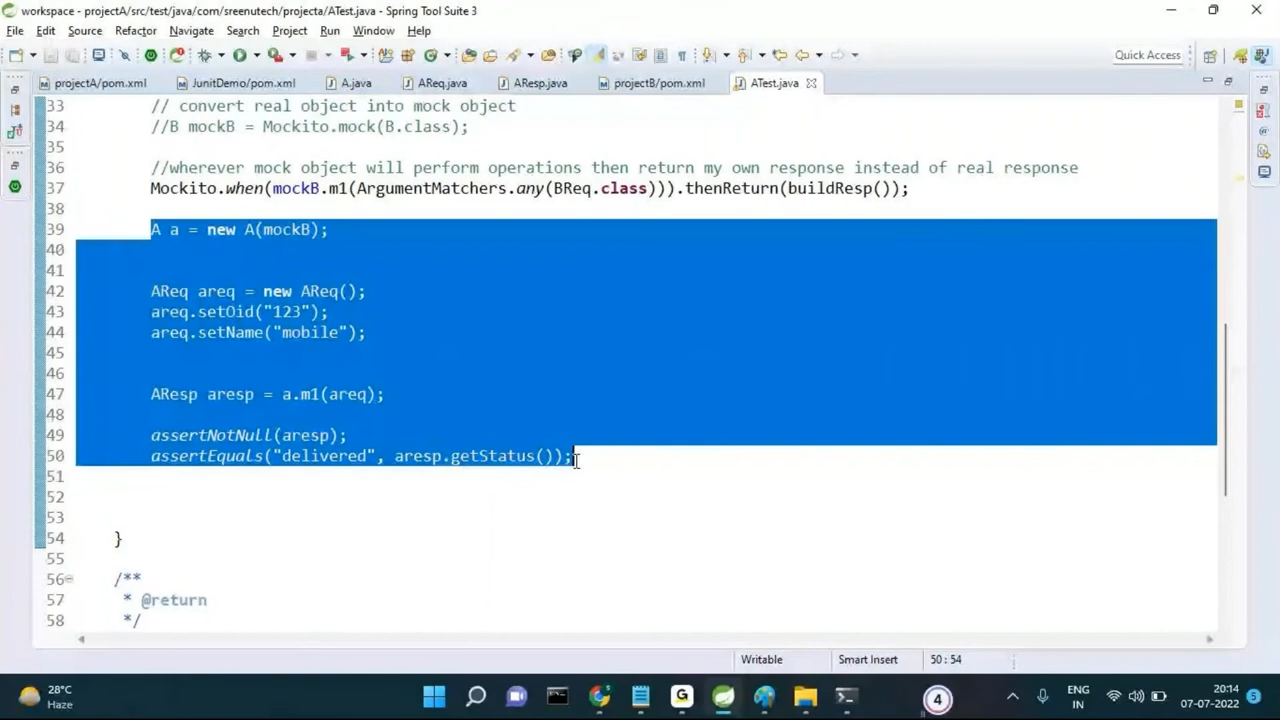 workspace - projectA/src/test/java/com/sreenutech/projecta/ATest.java - Spring Tool Suite 3
File Edit Source Refactor Navigate Search Project Run Window Help
Quick Access
projectA/pom.xml JunitDemo/pom.xml A.java AReq.java AResp.java projectB/pom.xml ATest.java
33 // convert real object into mock object
34 //B mockB = Mockito.mock(B.class);
35
36 //wherever mock object will perform operations then return my own response instead of real response
37 Mockito.when(mockB.m1(ArgumentMatchers.any(BReq.class))).thenReturn(buildResp());
38
39 A a = new A(mockB);
40
41
42 AReq areq = new AReq();
43 areq.setOid("123");
44 areq.setName("mobile");
45
46
47 AResp aresp = a.m1(areq);
48
49 assertNotNull(aresp);
50 assertEquals("delivered", aresp.getStatus());
51
52
53
54 }
55
56 /**
57 * @return
58 */
Writable Smart Insert 50 : 54
28°C
Haze
4
ENG
IN
20:14
07-07-2022
5